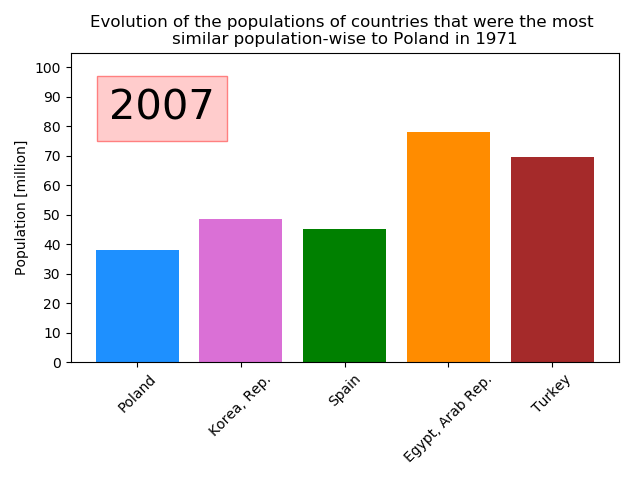 Evolution of the populations of countries that were the most
similar population-wise to Poland in 1971
100
90
80
70
60
50
40
30
20
10
0
Population [million]
2007
Poland
Korea, Rep.
Spain
Egypt, Arab Rep.
Turkey